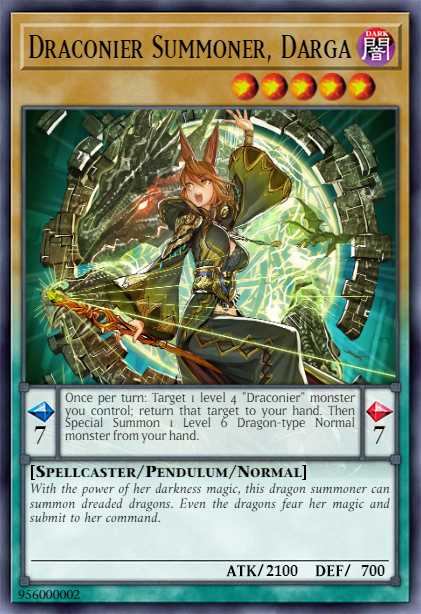 DRACONIER SUMMONER, DARGA
DARK
闇
Once per turn: Target 1 level 4 "Draconier" monster
you control; return that target to your hand. Then
Special Summon 1 Level 6 Dragon-type Normal
monster from your hand.
7
7
[SPELLCASTER/PENDULUM/NORMAL]
With the power of her darkness magic, this dragon summoner can
summon dreaded dragons. Even the dragons fear her magic and
submit to her command.
ATK/2100 DEF/ 700
956000002